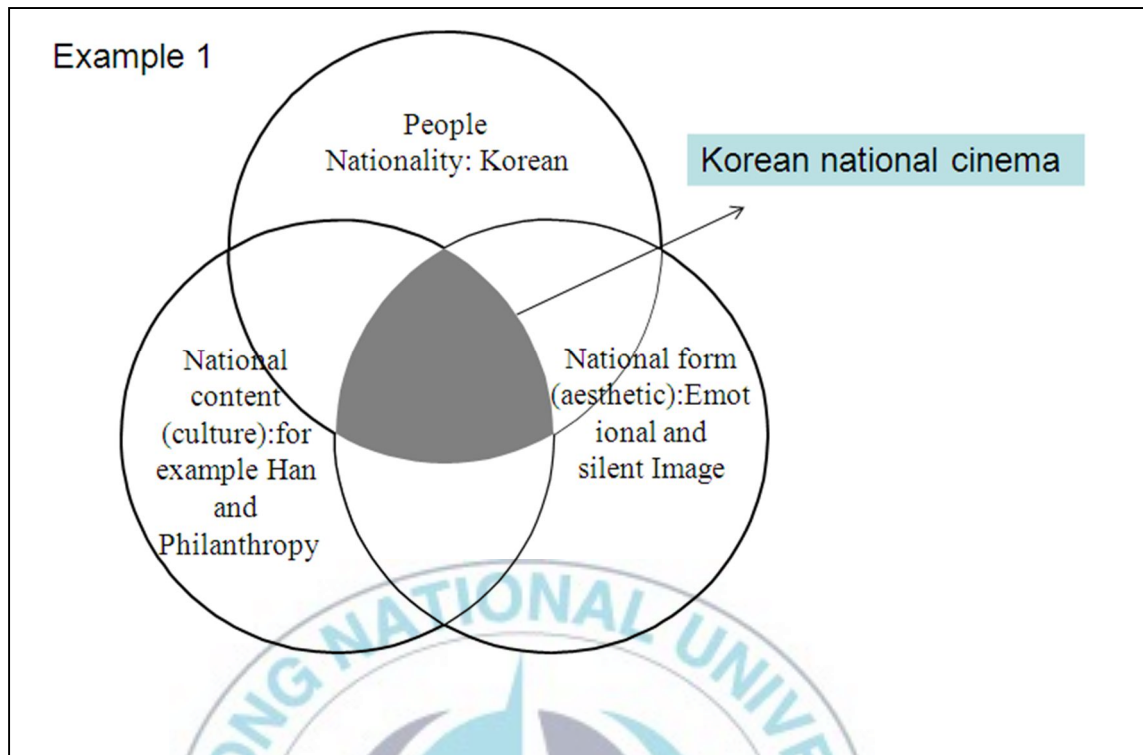 Example 1
People
Nationality: Korean
Korean national cinema
National
content
(culture):for
example Han
and
Philanthropy
National form
(aesthetic):Emot
ional and
silent Image
NATIONAL